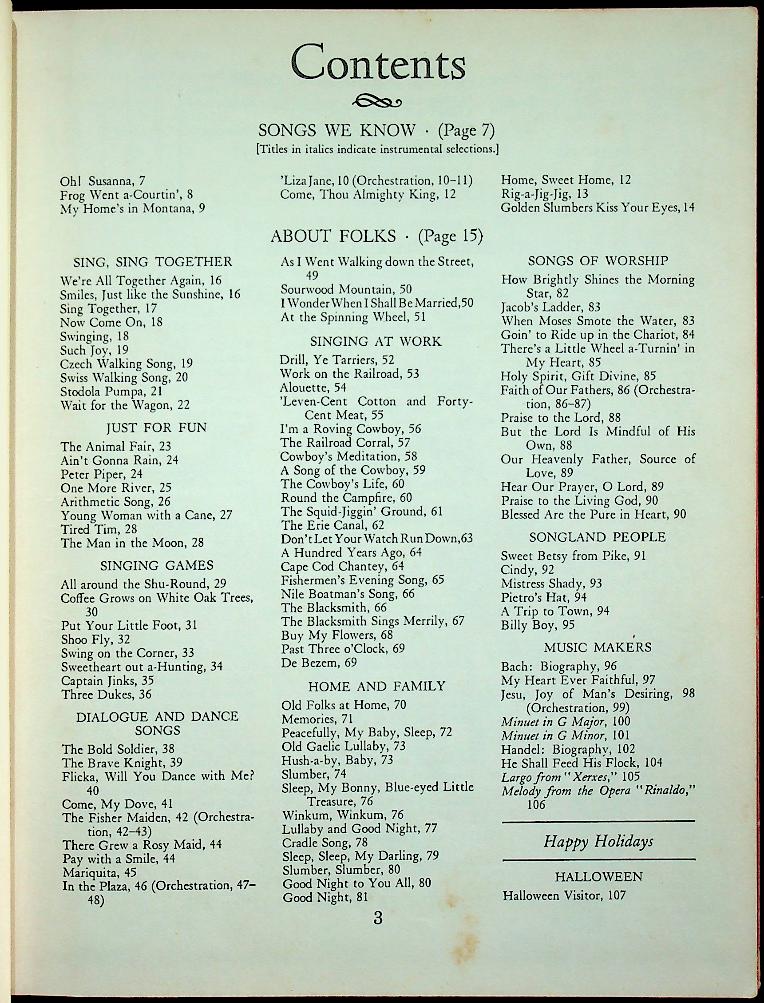 Contents
SONGS WE KNOW · (Page 7)
[Titles in italics indicate instrumental selections.]
Oh! Susanna, 7
Frog Went a-Courtin', 8
My Home's in Montana, 9
'Liza Jane, 10 (Orchestration, 10–11)
Come, Thou Almighty King, 12
Home, Sweet Home, 12
Rig-a-Jig-Jig, 13
Golden Slumbers Kiss Your Eyes, 14
ABOUT FOLKS · (Page 15)
SING, SING TOGETHER
We're All Together Again, 16
Smiles, Just like the Sunshine, 16
Sing Together, 17
Now Come On, 18
Swinging, 18
Such Joy, 19
Czech Walking Song, 19
Swiss Walking Song, 20
Stodola Pumpa, 21
Wait for the Wagon, 22
JUST FOR FUN
The Animal Fair, 23
Ain't Gonna Rain, 24
Peter Piper, 24
One More River, 25
Arithmetic Song, 26
Young Woman with a Cane, 27
Tired Tim, 28
The Man in the Moon, 28
SINGING GAMES
All around the Shu-Round, 29
Coffee Grows on White Oak Trees,
30
Put Your Little Foot, 31
Shoo Fly, 32
Swing on the Corner, 33
Sweetheart out a-Hunting, 34
Captain Jinks, 35
Three Dukes, 36
DIALOGUE AND DANCE
SONGS
The Bold Soldier, 38
The Brave Knight, 39
Flicka, Will You Dance with Me?
40
Come, My Dove, 41
The Fisher Maiden, 42 (Orchestra-
tion, 42–43)
There Grew a Rosy Maid, 44
Pay with a Smile, 44
Mariquita, 45
In the Plaza, 46 (Orchestration, 47–
48)
As I Went Walking down the Street,
49
Sourwood Mountain, 50
I Wonder When I Shall Be Married, 50
At the Spinning Wheel, 51
SINGING AT WORK
Drill, Ye Tarriers, 52
Work on the Railroad, 53
Alouette, 54
'Leven-Cent Cotton and Forty-
Cent Meat, 55
I'm a Roving Cowboy, 56
The Railroad Corral, 57
Cowboy's Meditation, 58
A Song of the Cowboy, 59
The Cowboy's Life, 60
Round the Campfire, 60
The Squid-Jiggin' Ground, 61
The Erie Canal, 62
Don't Let Your Watch Run Down, 63
A Hundred Years Ago, 64
Cape Cod Chantey, 64
Fishermen's Evening Song, 65
Nile Boatman's Song, 66
The Blacksmith, 66
The Blacksmith Sings Merrily, 67
Buy My Flowers, 68
Past Three o'Clock, 69
De Bezem, 69
HOME AND FAMILY
Old Folks at Home, 70
Memories, 71
Peacefully, My Baby, Sleep, 72
Old Gaelic Lullaby, 73
Hush-a-by, Baby, 73
Slumber, 74
Sleep, My Bonny, Blue-eyed Little
Treasure, 76
Winkum, Winkum, 76
Lullaby and Good Night, 77
Cradle Song, 78
Sleep, Sleep, My Darling, 79
Slumber, Slumber, 80
Good Night to You All, 80
Good Night, 81
SONGS OF WORSHIP
How Brightly Shines the Morning
Star, 82
Jacob's Ladder, 83
When Moses Smote the Water, 83
Goin' to Ride up in the Chariot, 84
There's a Little Wheel a-Turnin' in
My Heart, 85
Holy Spirit, Gift Divine, 85
Faith of Our Fathers, 86 (Orchestra-
tion, 86–87)
Praise to the Lord, 88
But the Lord Is Mindful of His
Own, 88
Our Heavenly Father, Source of
Love, 89
Hear Our Prayer, O Lord, 89
Praise to the Living God, 90
Blessed Are the Pure in Heart, 90
SONGLAND PEOPLE
Sweet Betsy from Pike, 91
Cindy, 92
Mistress Shady, 93
Pietro's Hat, 94
A Trip to Town, 94
Billy Boy, 95
MUSIC MAKERS
Bach: Biography, 96
My Heart Ever Faithful, 97
Jesu, Joy of Man's Desiring, 98
(Orchestration, 99)
Minuet in G Major, 100
Minuet in G Minor, 101
Handel: Biography, 102
He Shall Feed His Flock, 104
Largo from "Xerxes," 105
Melody from the Opera "Rinaldo,"
106
Happy Holidays
HALLOWEEN
Halloween Visitor, 107
3